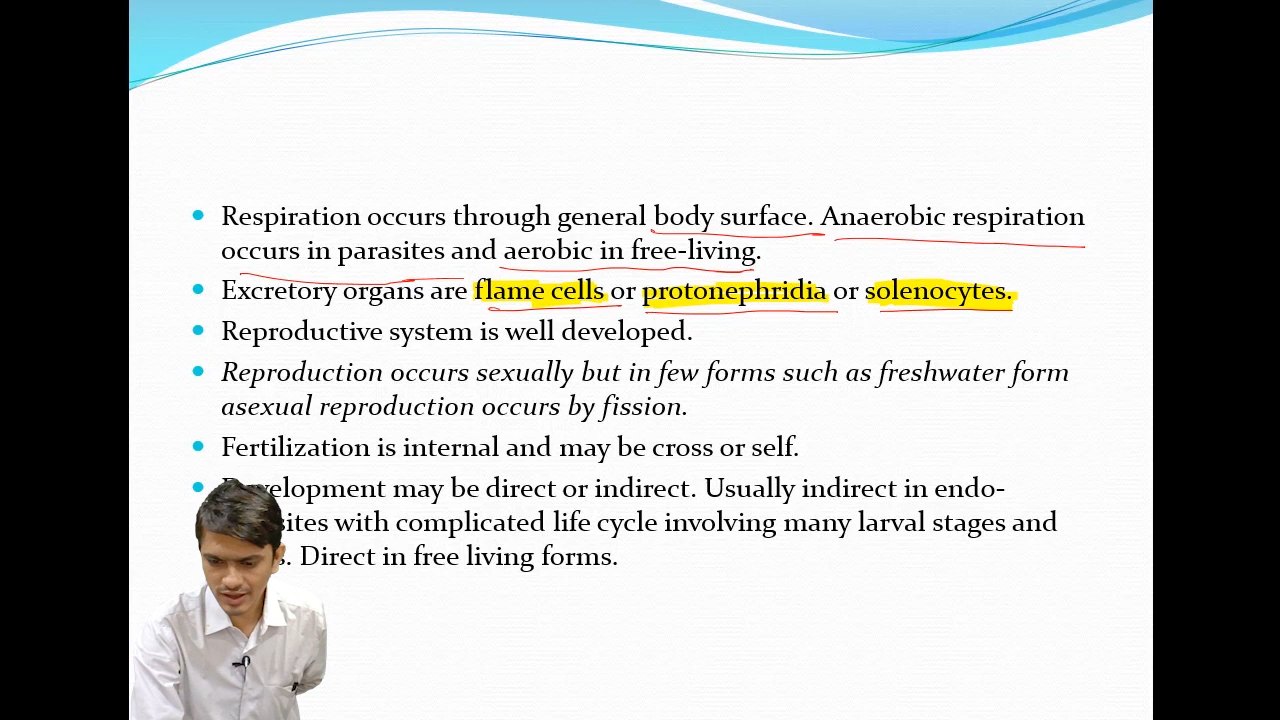 Respiration occurs through general body surface. Anaerobic respiration
occurs in parasites and aerobic in free-living.
Excretory organs are flame cells or protonephridia or solenocytes.
Reproductive system is well developed.
Reproduction occurs sexually but in few forms such as freshwater form
asexual reproduction occurs by fission.
Fertilization is internal and may be cross or self.
Development may be direct or indirect. Usually indirect in endo-
with complicated life cycle involving many larval stages and
Direct in free living forms.